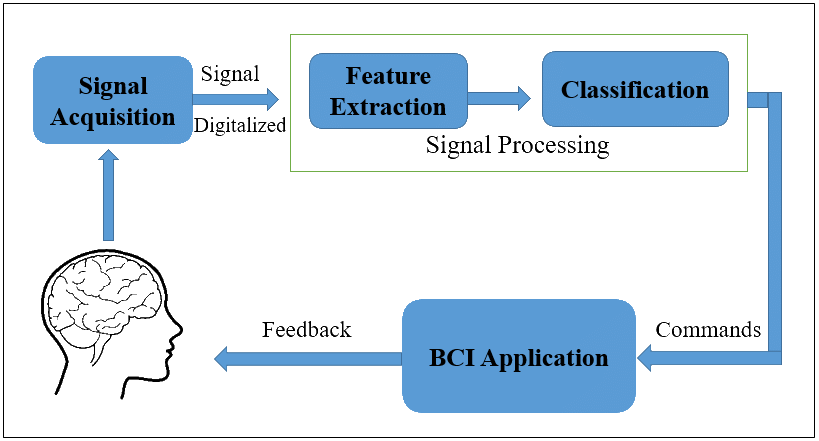 Signal
Acquisition
Signal
Digitalized
Feature
Extraction
Classification
Signal Processing
Commands
BCI Application
Feedback